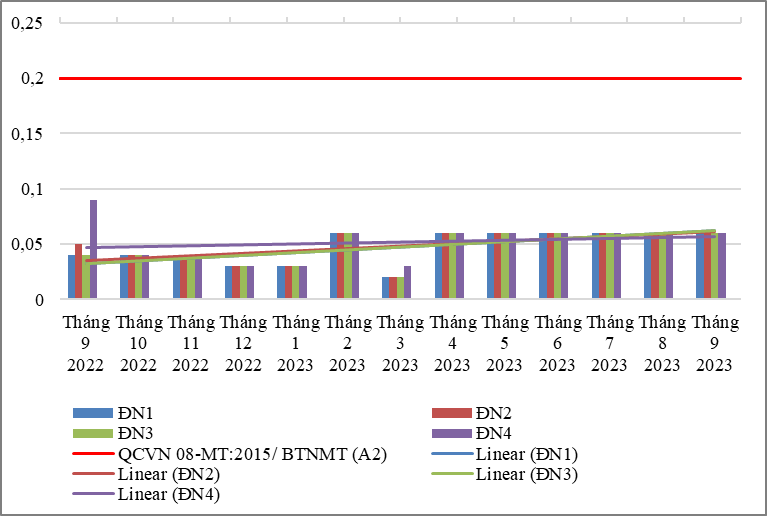 0,25
0,2
0,15
0,1
0,05
0
Tháng Tháng Tháng Tháng Tháng Tháng Tháng Tháng Tháng Tháng Tháng Tháng Tháng
9 10 11 12 1 2 3 4 5 6 7 8 9
2022 2022 2022 2022 2023 2023 2023 2023 2023 2023 2023 2023 2023
ĐN1 ĐN2
ĐN3 ĐN4
QCVN 08-MT:2015/ BTNMT (A2) Linear (ĐN1)
Linear (ĐN2) Linear (ĐN3)
Linear (ĐN4)